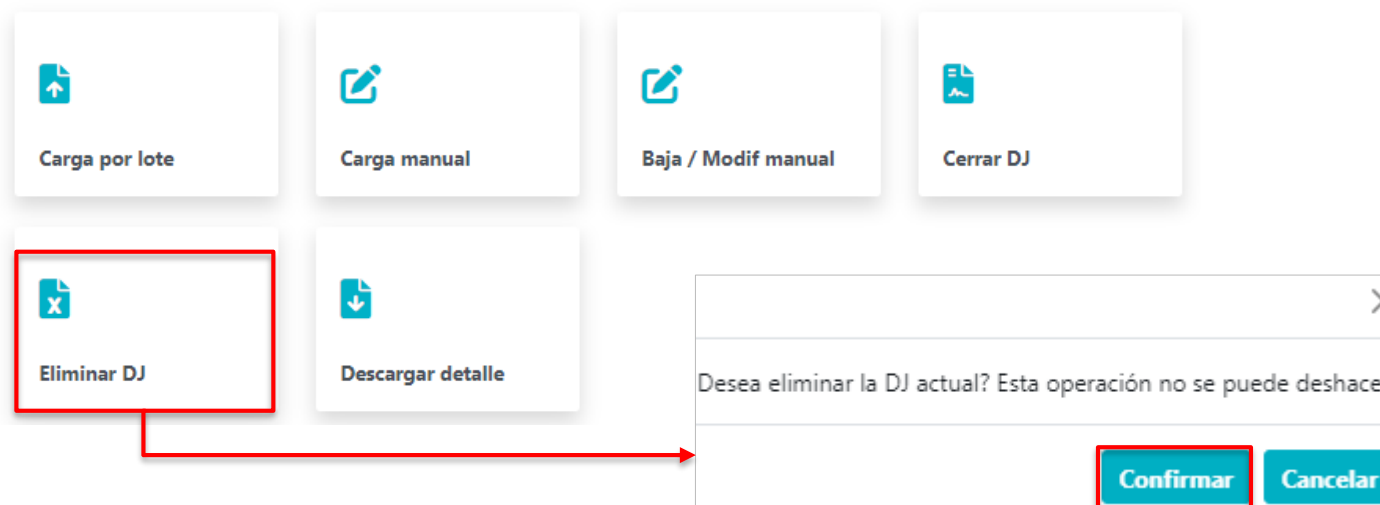 Carga por lote
Carga manual
Baja / Modif manual
Cerrar DJ
Eliminar DJ
Descargar detalle
Desea eliminar la DJ actual? Esta operación no se puede deshace
Confirmar
Cancelar